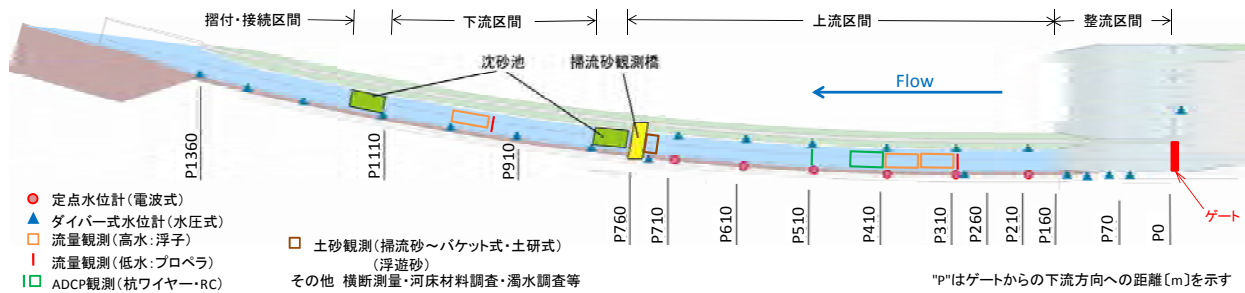 摺付・接続区間 下流区間 上流区間 整流区間
沈砂池 掃流砂観測橋
Flow
P1360 P1110 P910 P760 P710 P610 P510 P410 P310 P260 P210 P160 P70 P0
ゲート
定点水位計(電波式)
ダイバー式水位計(水圧式)
流量観測(高水:浮子)
流量観測(低水:プロペラ)
ADCP観測(杭ワイヤー・RC)
土砂観測(掃流砂～バケット式・土研式)
(浮遊砂)
その他 横断測量・河床材料調査・濁水調査等
"P"はゲートからの下流方向への距離〔m〕を示す